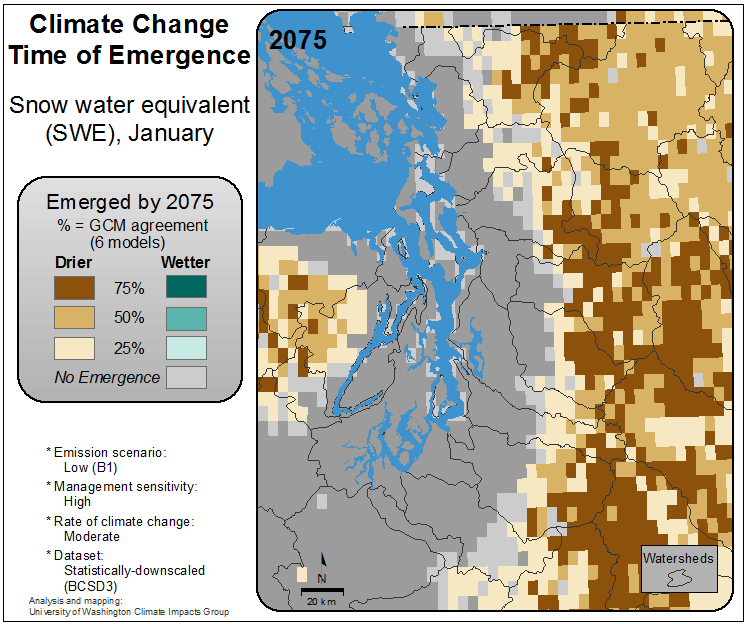 Climate Change
Time of Emergence
Snow water equivalent
(SWE), January
Emerged by 2075
% = GCM agreement
(6 models)
Drier Wetter
75%
50%
25%
No Emergence
* Emission scenario:
Low (B1)
* Management sensitivity:
High
* Rate of climate change:
Moderate
* Dataset:
Statistically-downscaled
(BCSD3)
Analysis and mapping:
University of Washington Climate Impacts Group
2075
N
20 km
Watersheds